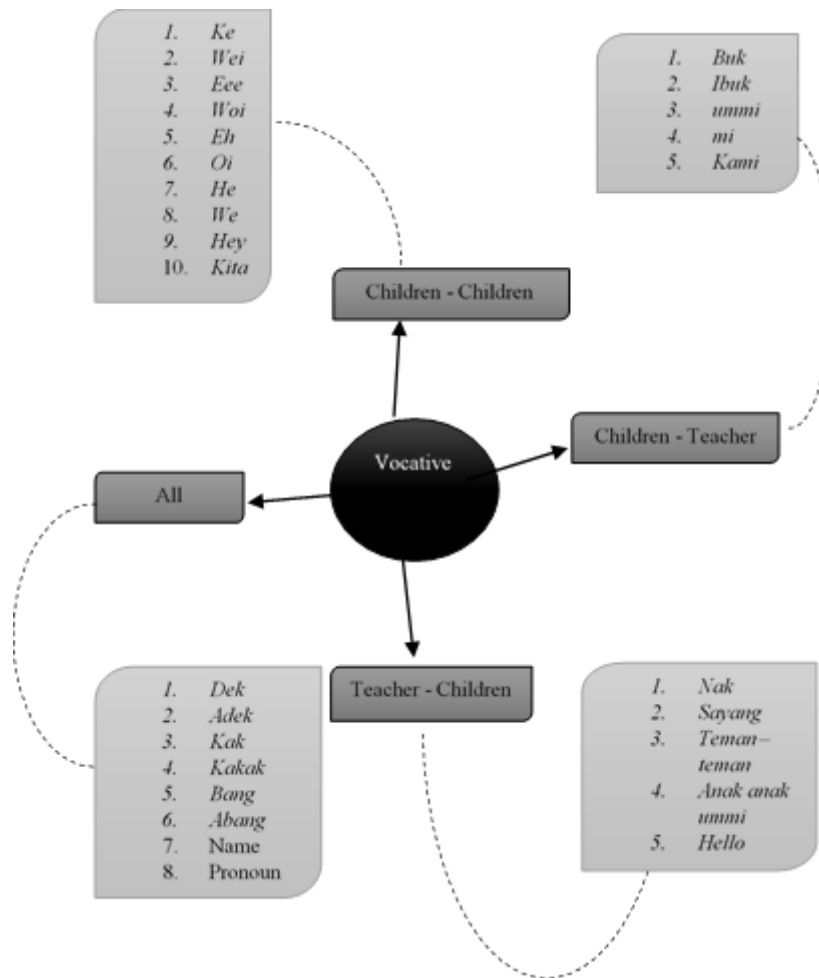 1. Ke
2. Wei
3. Eee
4. Woi
5. Eh
6. Oi
7. He
8. We
9. Hey
10. Kita
1. Buk
2. Ibuk
3. ummi
4. mi
5. Kami
Children - Children
Children - Teacher
Vocative
All
Teacher - Children
1. Dek
2. Adek
3. Kak
4. Kakak
5. Bang
6. Abang
7. Name
8. Pronoun
1. Nak
2. Sayang
3. Teman–
teman
4. Anak anak
ummi
5. Hello